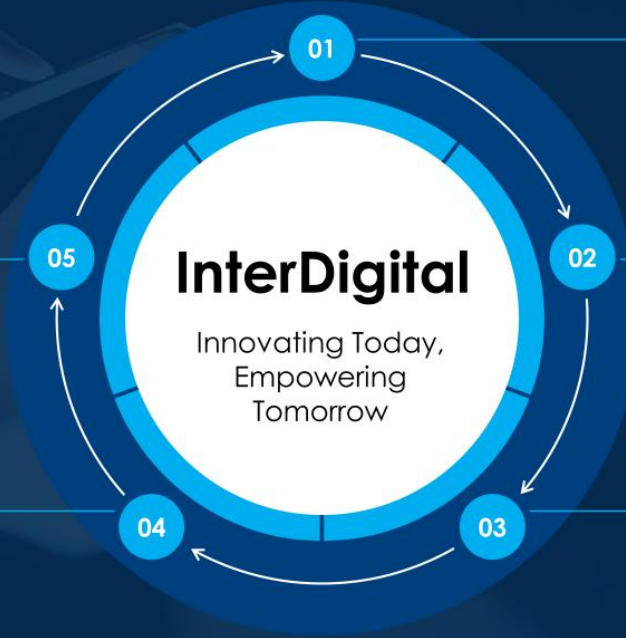 01
05
02
InterDigital
Innovating Today,
Empowering
Tomorrow
04
03